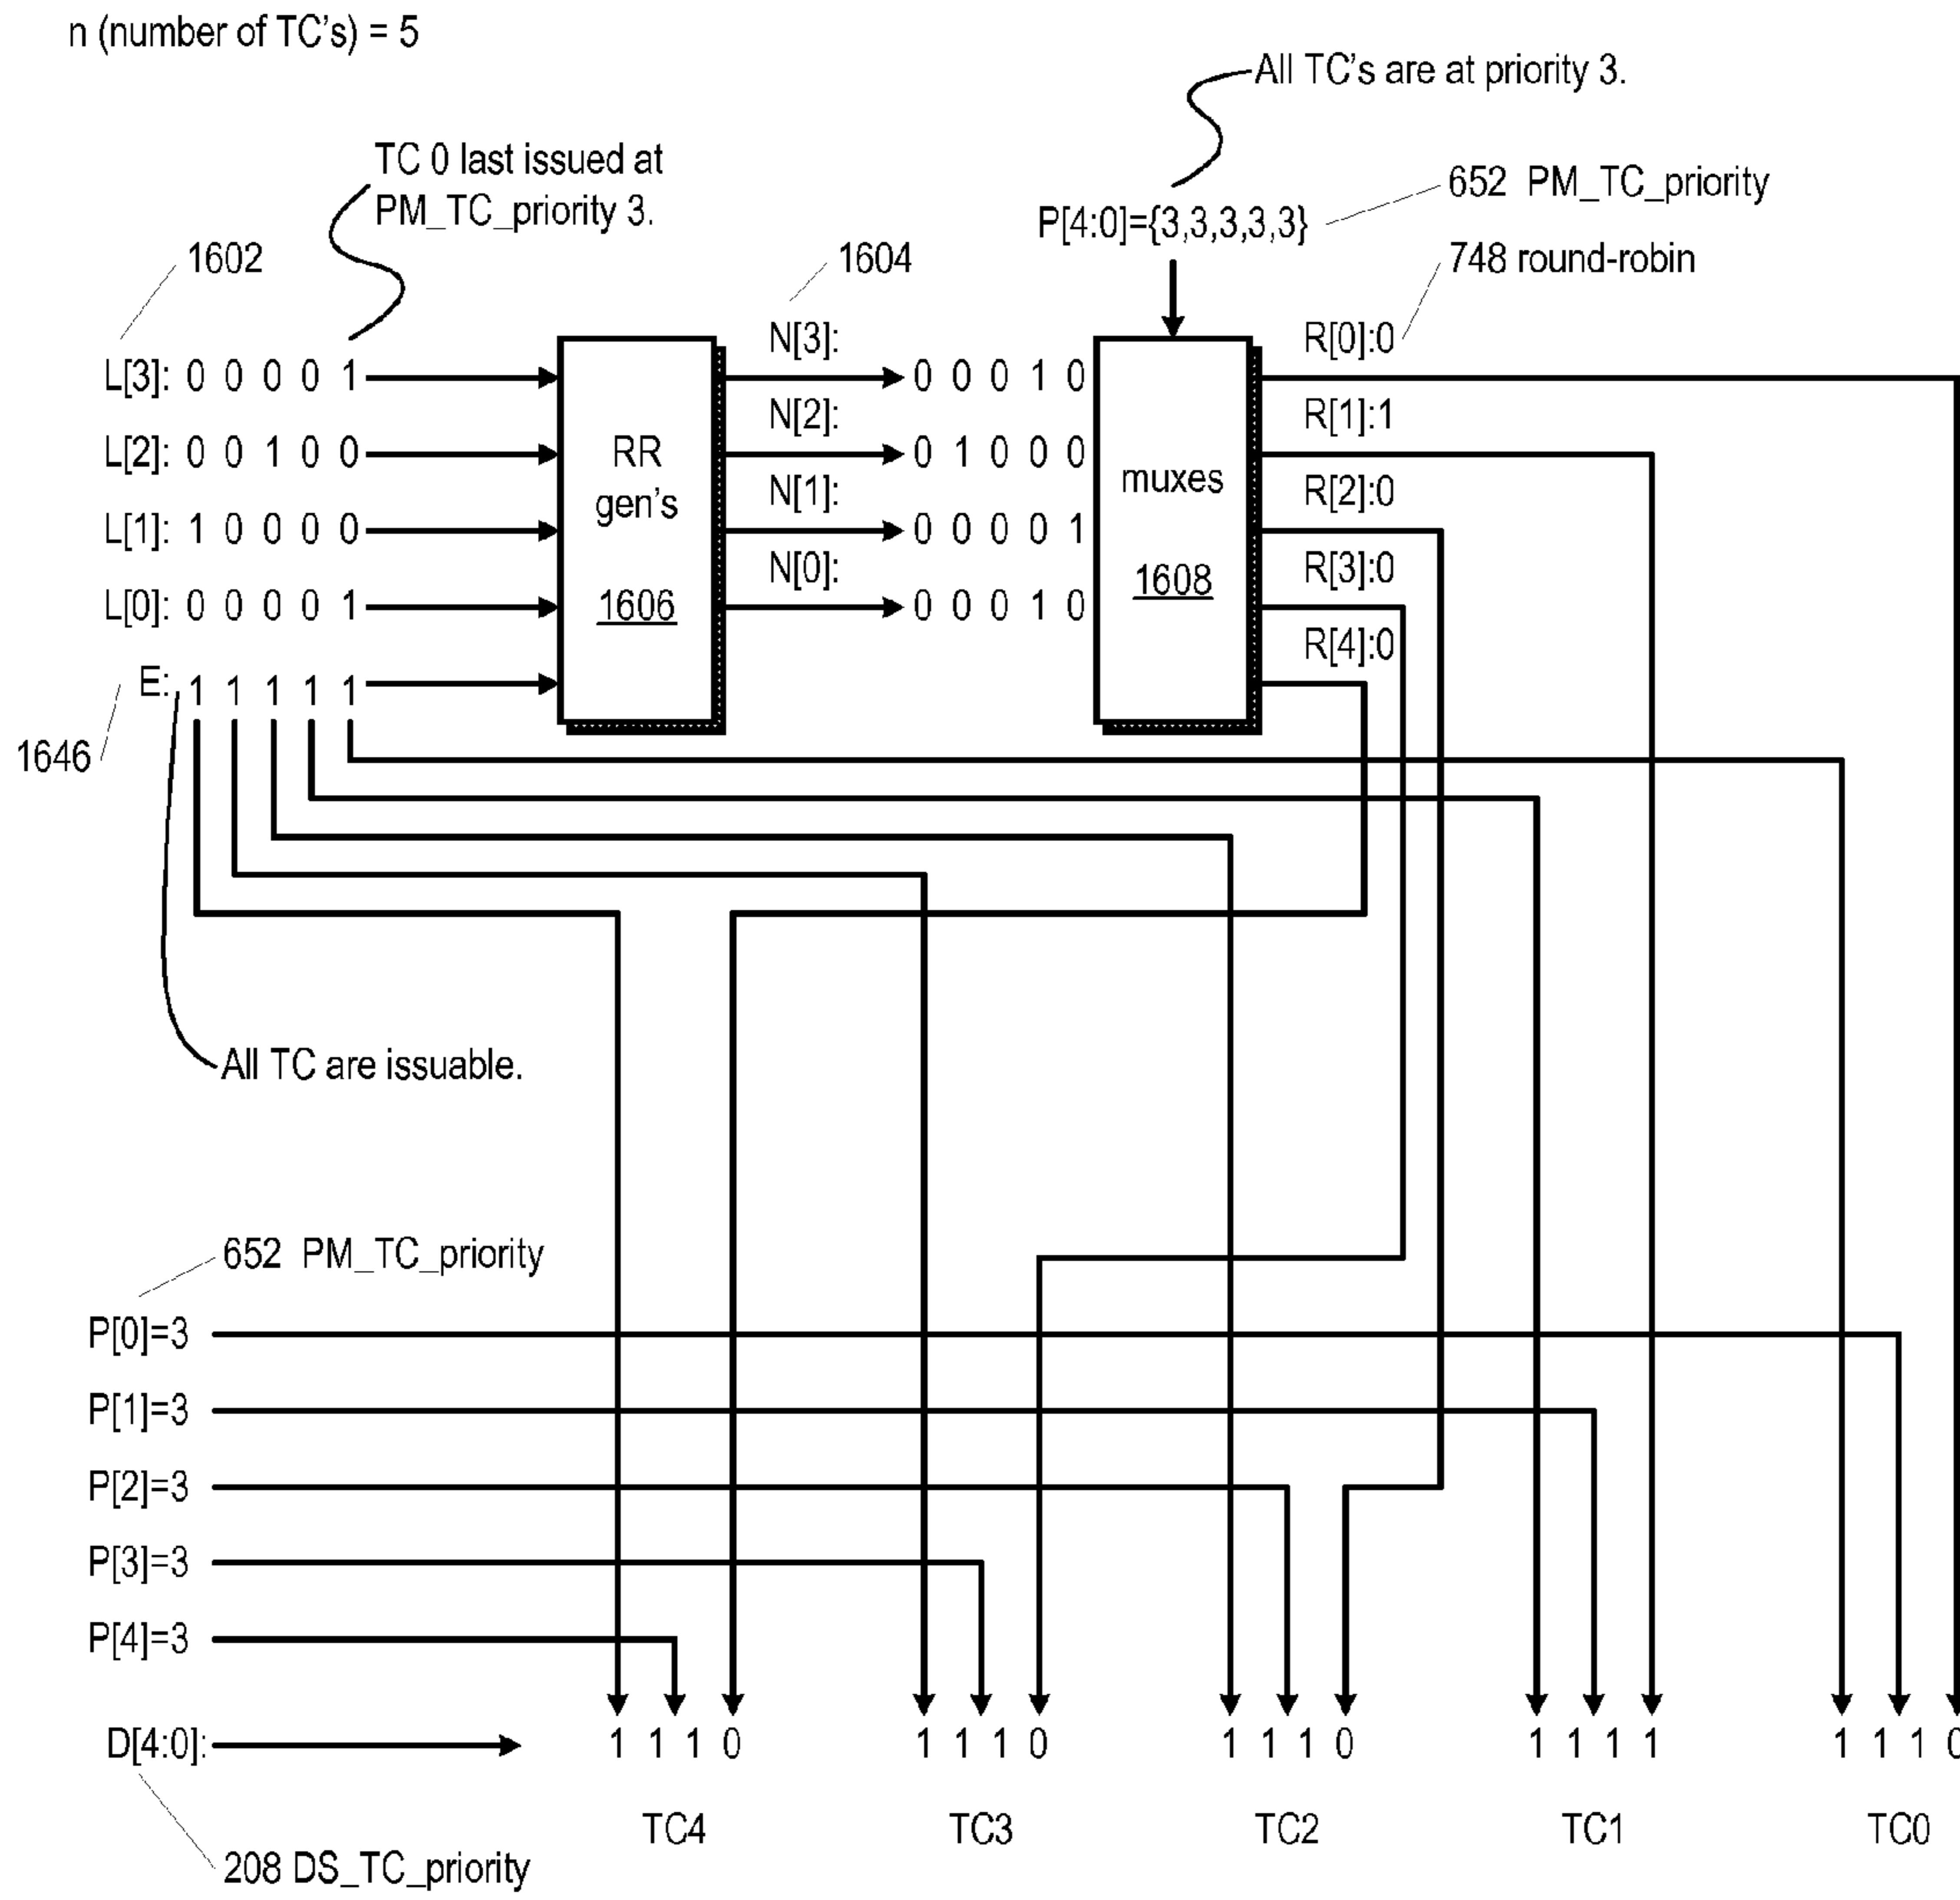 n (number of TC's) = 5
All TC's are at priority 3.
TC 0 last issued at
PM_TC_priority 3.
652 PM_TC_priority
P[4:0]={3,3,3,3,3}
1602
1604
748 round-robin
N[3]:
R[0]:0
L[3]: 0 0 0 0 1
0 0 0 1 0
N[2]:
R[1]:1
L[2]: 0 0 1 0 0
RR
gen's
1606
0 1 0 0 0
muxes
1608
N[1]:
R[2]:0
L[1]: 1 0 0 0 0
0 0 0 0 1
N[0]:
R[3]:0
L[0]: 0 0 0 0 1
0 0 0 1 0
R[4]:0
E: 1 1 1 1 1
1646
All TC are issuable.
652 PM_TC_priority
P[0]=3
P[1]=3
P[2]=3
P[3]=3
P[4]=3
D[4:0]:
1 1 1 0
1 1 1 0
1 1 1 0
1 1 1 1
1 1 1 0
TC4
TC3
TC2
TC1
TC0
208 DS_TC_priority